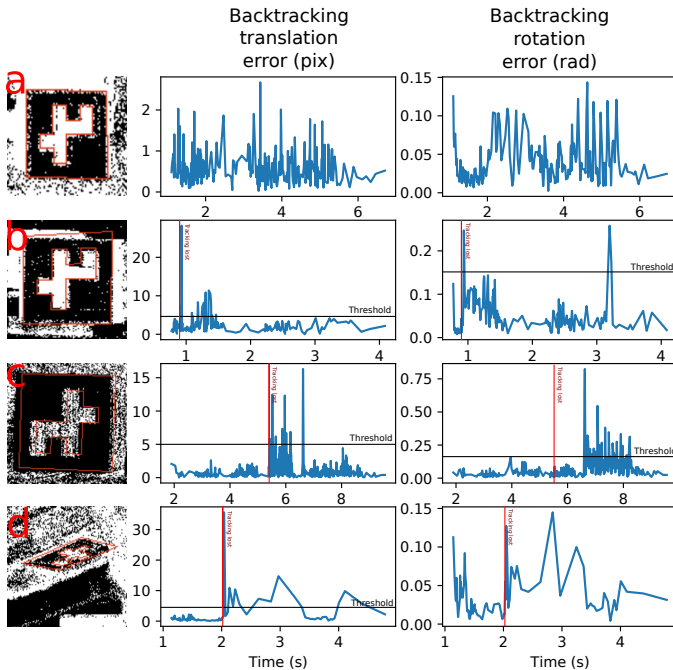 Backtracking
translation
error (pix)
Backtracking
rotation
error (rad)
a
2
1
0
2
4
6
0.15
0.10
0.05
0.00
2
4
6
b
20
10
0
Tracking lost
Threshold
1
2
3
4
0.2
0.1
0.0
Tracking lost
Threshold
1
2
3
4
c
15
10
5
0
Tracking lost
Threshold
2
4
6
8
0.75
0.50
0.25
0.00
Tracking lost
Threshold
2
4
6
8
d
30
20
10
0
Tracking lost
Threshold
1
2
3
4
Time (s)
0.15
0.10
0.05
0.00
Tracking lost
1
2
3
4
Time (s)